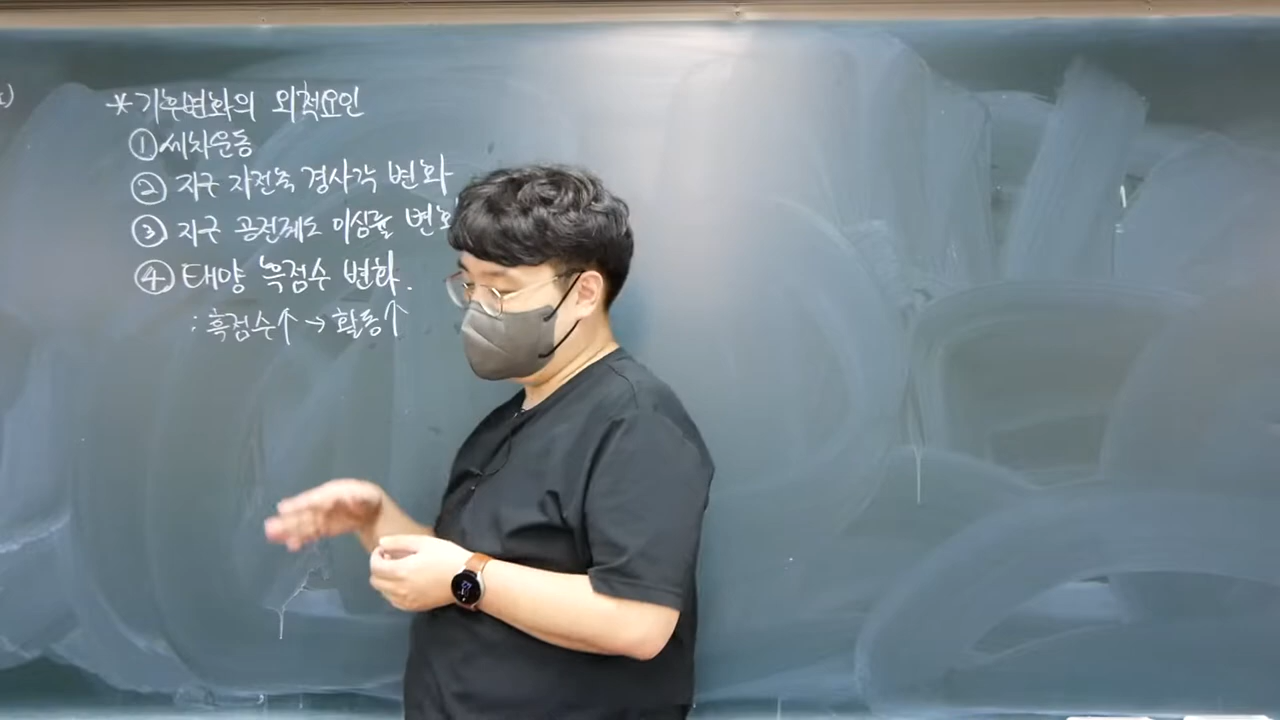 *기후변화의 외적요인
① 세차운동
② 지구 자전축 경사각 변화
③ 지구 공전궤도 이심률 변화
④ 태양 흑점수 변화.
: 흑점수↑ → 활동↑